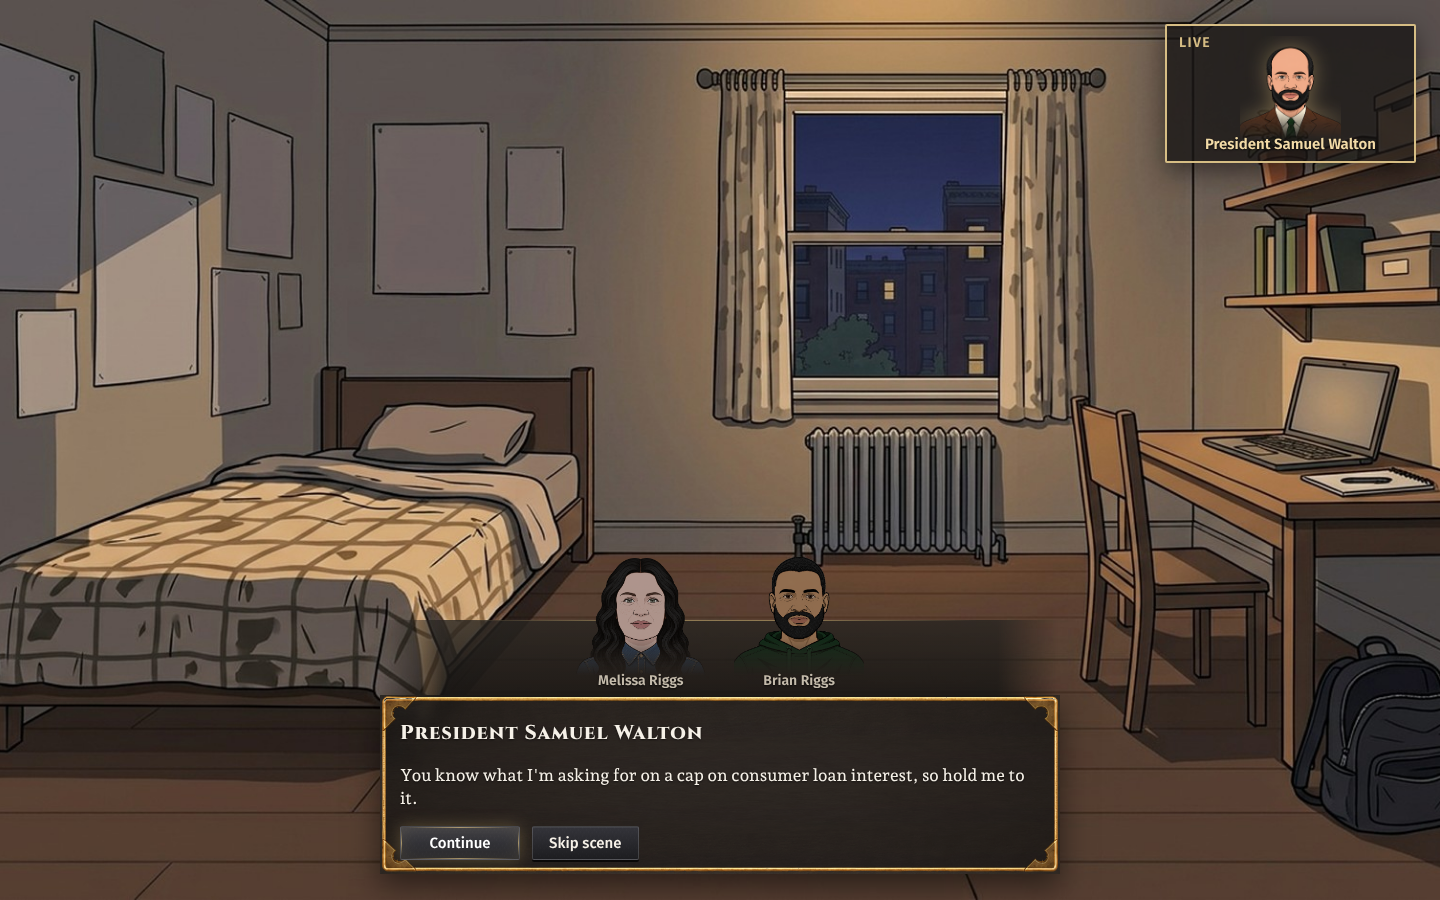 LIVE
President Samuel Walton
Melissa Riggs
Brian Riggs
President Samuel Walton
You know what I'm asking for on a cap on consumer loan interest, so hold me to
it.
Continue
Skip scene